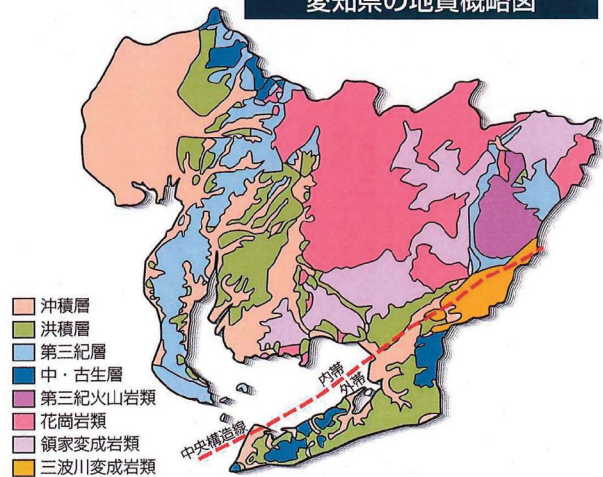 愛知県の地質概略図
沖積層
洪積層
第三紀層
中・古生層
第三紀火山岩類
花崗岩類
領家変成岩類
三波川変成岩類
内帯
外帯
中央構造線